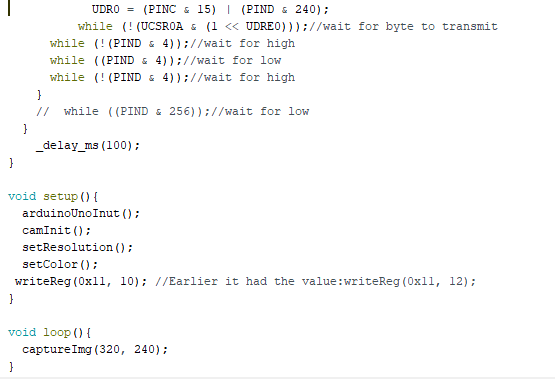 UDR0 = (PINC & 15) | (PIND & 240);
while (!(UCSR0A & (1 << UDRE0)));//wait for byte to transmit
while (!(PIND & 4));//wait for high
while ((PIND & 4));//wait for low
while (!(PIND & 4));//wait for high
}
//  while ((PIND & 256));//wait for low
}
_delay_ms(100);
}
void setup(){
arduinoUnoInut();
camInit();
setResolution();
setColor();
writeReg(0x11, 10); //Earlier it had the value:writeReg(0x11, 12);
}
void loop(){
captureImg(320, 240);
}